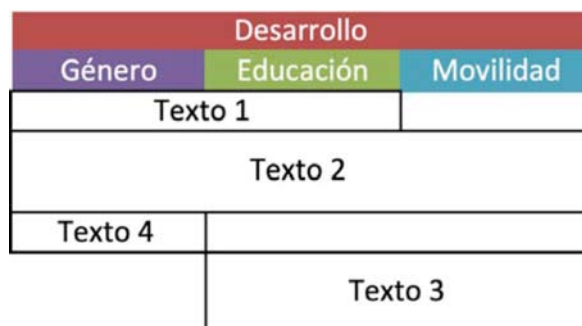 Desarrollo
Género Educación Movilidad
Texto 1
Texto 2
Texto 4
Texto 3